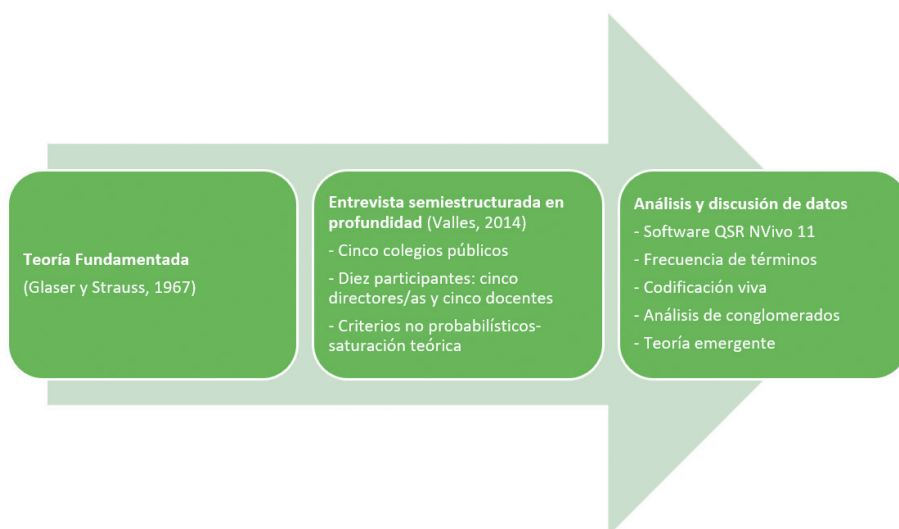 Teoría Fundamentada
(Glaser y Strauss, 1967)
Entrevista semiestructurada en
profundidad (Valles, 2014)
- Cinco colegios públicos
- Diez participantes: cinco
directores/as y cinco docentes
- Criterios no probabilísticos-
saturación teórica
Análisis y discusión de datos
- Software QSR NVivo 11
- Frecuencia de términos
- Codificación viva
- Análisis de conglomerados
- Teoría emergente